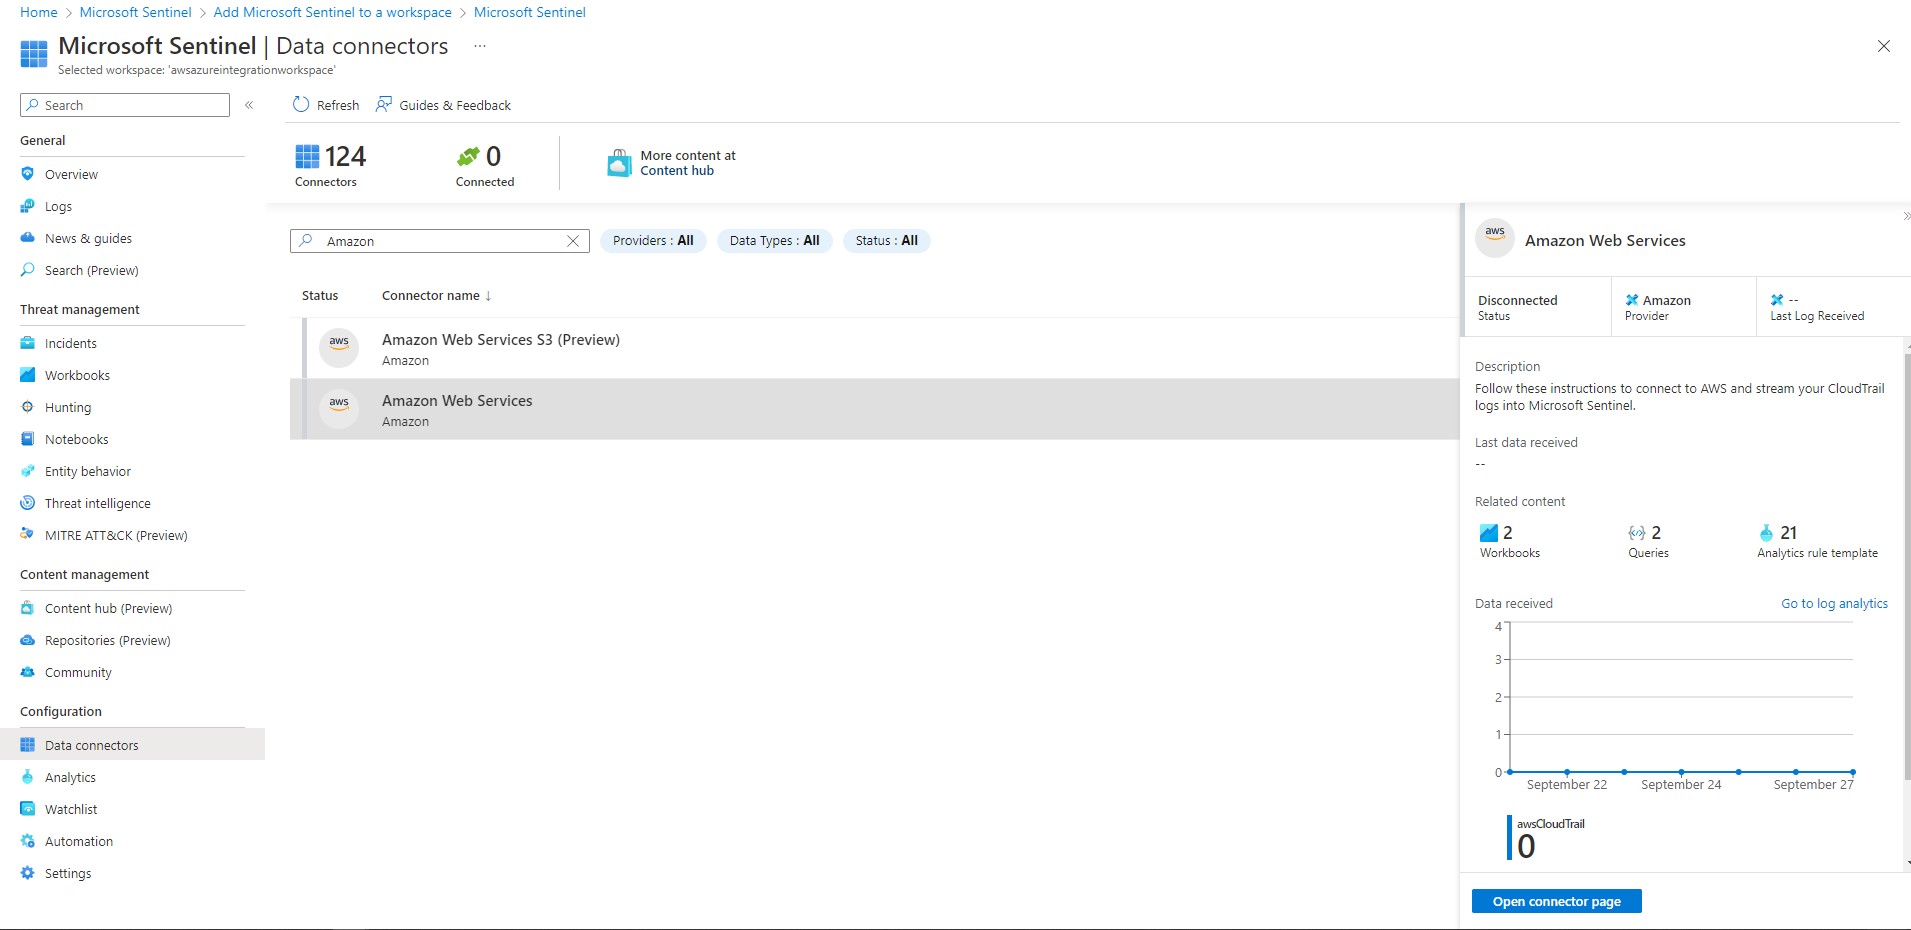 Home > Microsoft Sentinel > Add Microsoft Sentinel to a workspace > Microsoft Sentinel
Microsoft Sentinel | Data connectors ...
Selected workspace: 'awsazureintegrationworkspace'
Search «
General
Overview
Logs
News & guides
Search (Preview)
Threat management
Incidents
Workbooks
Hunting
Notebooks
Entity behavior
Threat intelligence
MITRE ATT&CK (Preview)
Content management
Content hub (Preview)
Repositories (Preview)
Community
Configuration
Data connectors
Analytics
Watchlist
Automation
Settings
Refresh Guides & Feedback
124
Connectors
0
Connected
More content at
Content hub
Amazon
Providers : All
Data Types : All
Status : All
Status Connector name ↓
aws
Amazon Web Services S3 (Preview)
Amazon
aws
Amazon Web Services
Amazon
»
aws
Amazon Web Services
Disconnected
Status
Amazon
Provider
--
Last Log Received
Description
Follow these instructions to connect to AWS and stream your CloudTrail
logs into Microsoft Sentinel.
Last data received
--
Related content
2
Workbooks
2
Queries
21
Analytics rule template
Data received Go to log analytics
4
3
2
1
0
September 22 September 24 September 27
awsCloudTrail
0
Open connector page